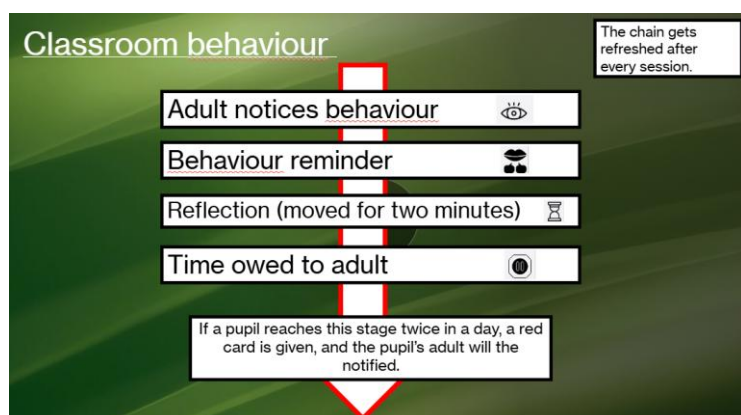 Classroom behaviour
The chain gets
refreshed after
every session.
Adult notices behaviour
Behaviour reminder
Reflection (moved for two minutes)
Time owed to adult
If a pupil reaches this stage twice in a day, a red
card is given, and the pupil's adult will the
notified.